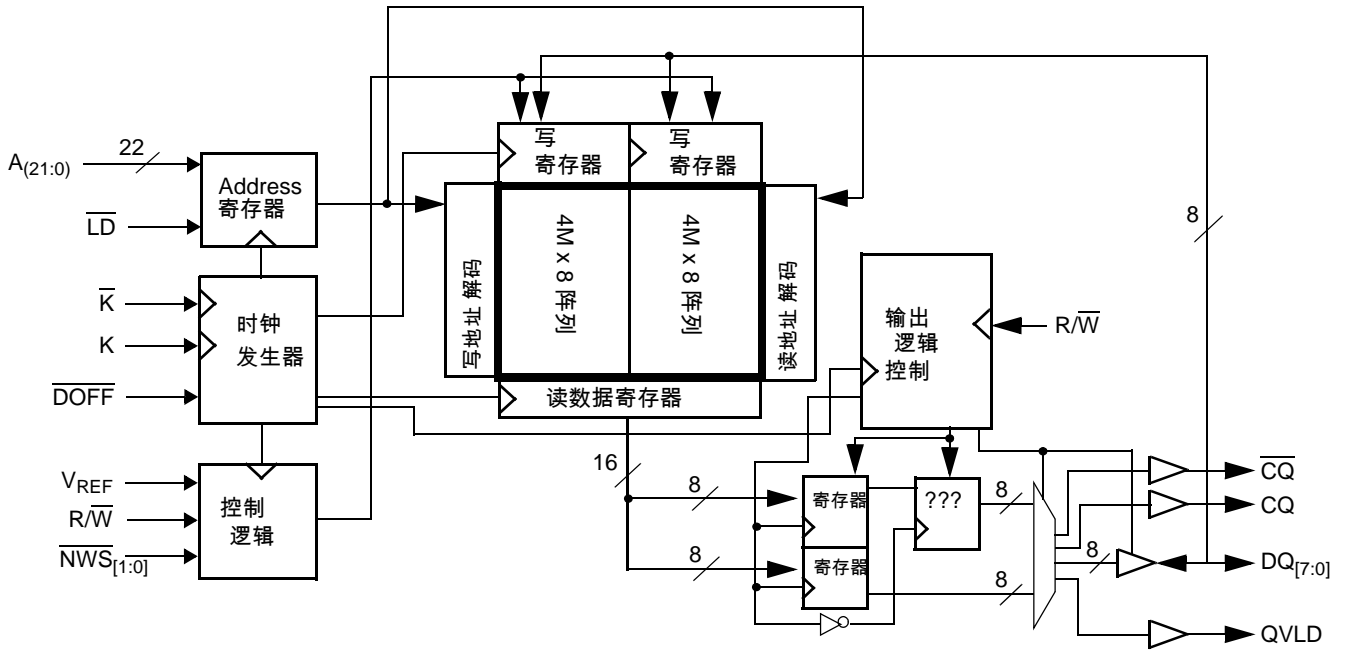 8
写
寄存器
写
寄存器
22
A(21:0)
Address
寄存器
LD
8
写地址 解码
4M x 8 阵列
4M x 8 阵列
读地址 解码
K
K
DOFF
时钟
发生器
输出
逻辑
控制
R/W
读数据寄存器
16
VREF
R/W
NWS[1:0]
控制
逻辑
8
寄存器
???
8
CQ
CQ
8
寄存器
8
8
DQ[7:0]
QVLD